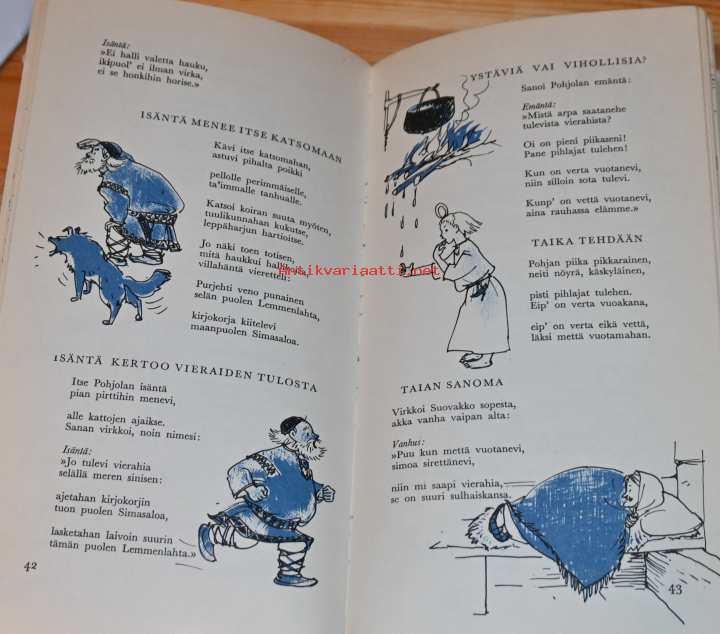 Isäntä:
»Ei halli valetta hauku,
ikipuol' ei ilman virka,
ei se honkihin horise.»
ISÄNTÄ MENEE ITSE KATSOMAAN
Kävi itse katsomahan,
astuvi pihalta poikki
pellolle perimmäiselle,
ta'immalle tanhualle.
Katsoi koiran suuta myöten,
tuulikunnahan kukutse,
leppäharjun hartioitse.
Jo näki toen totisen,
mitä haukkui
villahäntä vieretteli:
Purjehti veno punainen
selän puolen Lemmenlahta,
kirjokorja kiitelevi
maanpuolen Simasaloa.
ISÄNTÄ KERTOO VIERAIDEN TULOSTA
Itse Pohjolan isäntä
pian pirttihin menevi,
alle kattojen ajaikse.
Sanan virkkoi, noin nimesi:
Isäntä:
»Jo tulevi vierahia
selällä meren sinisen:
ajetahan kirjokorjin
tuon puolen Simasaloa,
lasketahan laivoin suurin
tämän puolen Lemmenlahta.»
42
YSTÄVIÄ VAI VIHOLLISIA?
Sanoi Pohjolan emäntä:
Emäntä:
»Mistä arpa saatanehe
tulevista vierahista?
Oi on pieni piikaseni!
Pane pihlajat tulehen!
Kun on verta vuotanevi,
niin silloin sota tulevi.
Kunp' on vettä vuotanevi,
aina rauhassa elämme.»
TAIKA TEHDÄÄN
Pohjan piika pikkarainen,
neiti nöyrä, käskyläinen,
pisti pihlajat tulehen.
Eip' on verta vuoakana,
eip' on verta eikä vettä,
läksi mettä vuotamahan.
TAIAN SANOMA
Virkkoi Suovakko sopesta,
akka vanha vaipan alta:
Vanhus:
»Puu kun mettä vuotanevi,
simoa sirettänevi,
niin mi saapi vierahia,
se on suuri sulhaiskansa.
43
Antikvariaatti.net